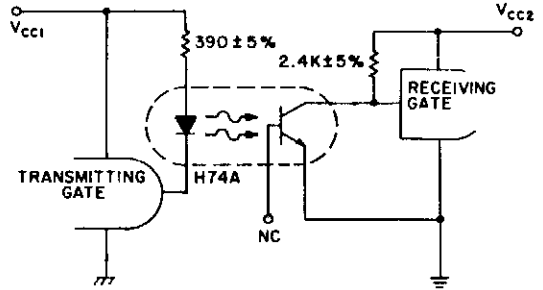 VCC1
390±5%
2.4K±5%
VCC2
RECEIVING
GATE
TRANSMITTING
GATE
H74A
NC